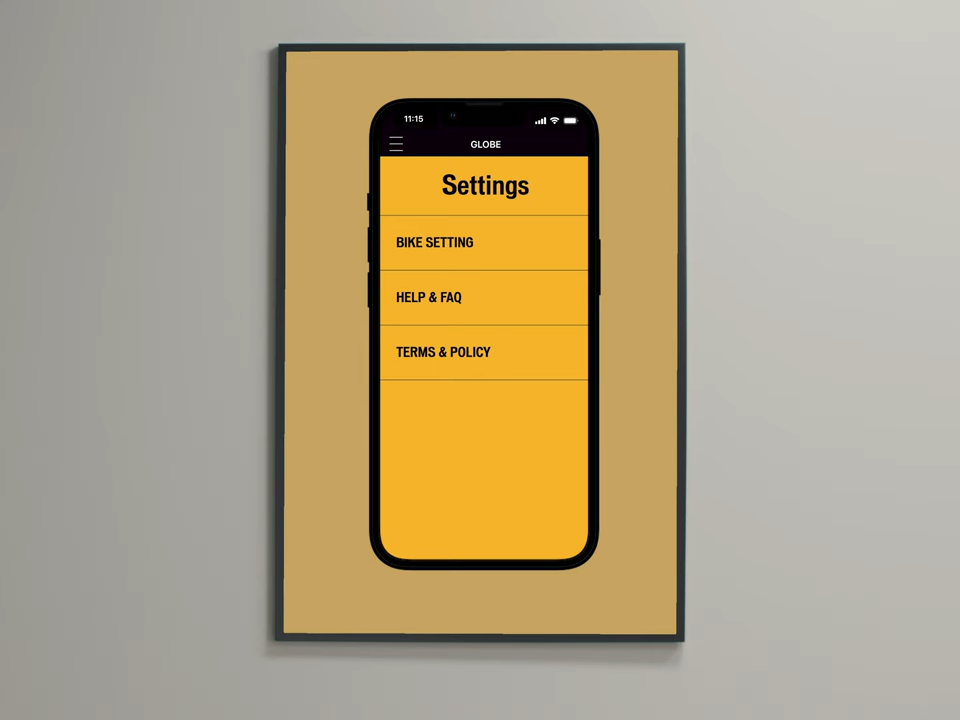 11:15
GLOBE
Settings
BIKE SETTING
HELP & FAQ
TERMS & POLICY